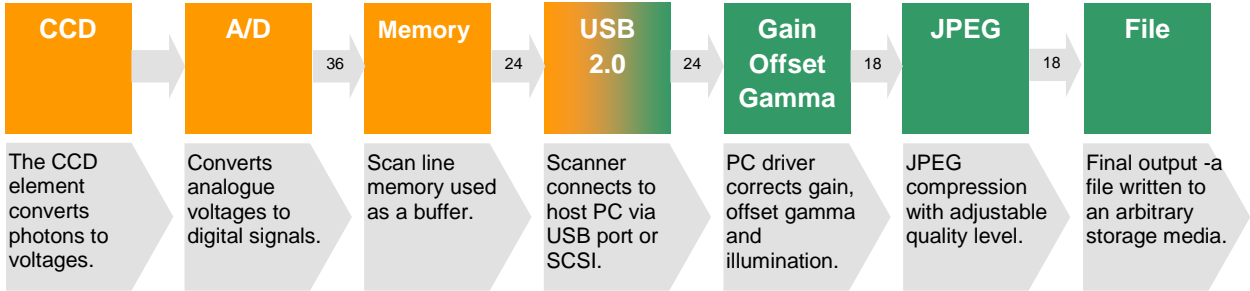 CCD
A/D
36
Memory
24
USB
2.0
24
Gain
Offset
Gamma
18
JPEG
18
File
The CCD
element
converts
photons to
voltages.
Converts
analogue
voltages to
digital signals.
Scan line
memory used
as a buffer.
Scanner
connects to
host PC via
USB port or
SCSI.
PC driver
corrects gain,
offset gamma
and
illumination.
JPEG
compression
with adjustable
quality level.
Final output -a
file written to
an arbitrary
storage media.